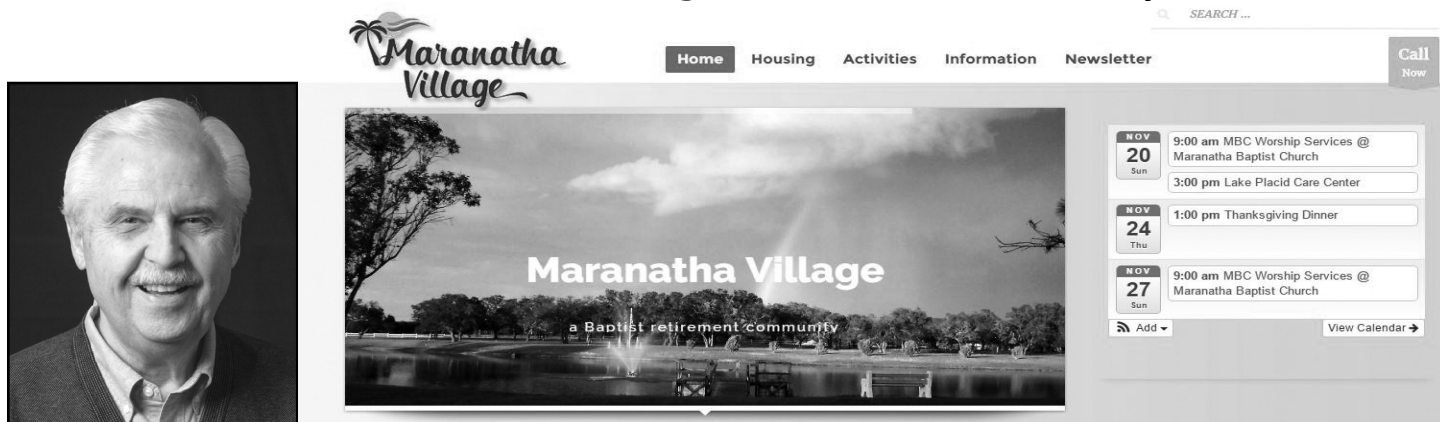 SEARCH ...
Maranatha
Village
Home Housing Activities Information Newsletter
Call
Now
Maranatha Village
a Baptist retirement community
NOV
20
Sun
9:00 am MBC Worship Services @
Maranatha Baptist Church
3:00 pm Lake Placid Care Center
NOV
24
Thu
1:00 pm Thanksgiving Dinner
NOV
27
Sun
9:00 am MBC Worship Services @
Maranatha Baptist Church
Add
View Calendar